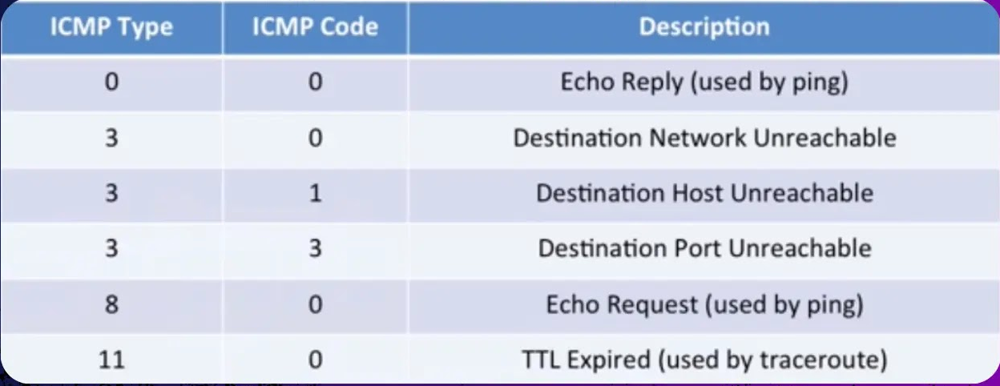 ICMP Type ICMP Code Description
0 0 Echo Reply (used by ping)
3 0 Destination Network Unreachable
3 1 Destination Host Unreachable
3 3 Destination Port Unreachable
8 0 Echo Request (used by ping)
11 0 TTL Expired (used by traceroute)